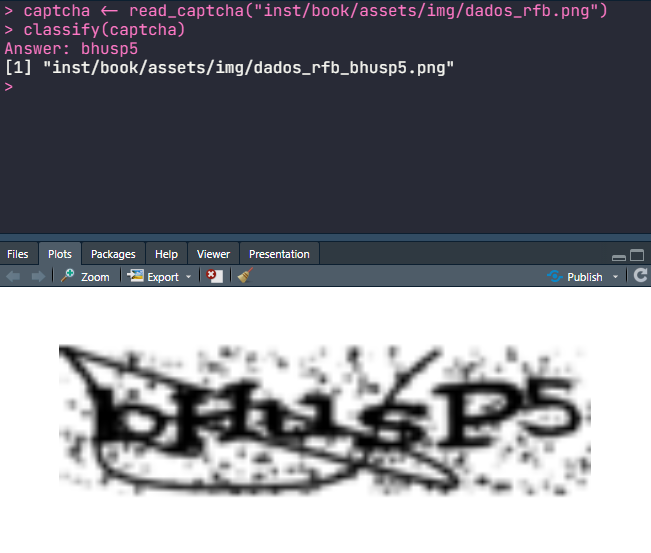 > captcha <- read_captcha("inst/book/assets/img/dados_rfb.png")
> classify(captcha)
Answer: bhusp5
[1] "inst/book/assets/img/dados_rfb_bhusp5.png"
>
Files Plots Packages Help Viewer Presentation
Zoom Export Publish
bHusP5